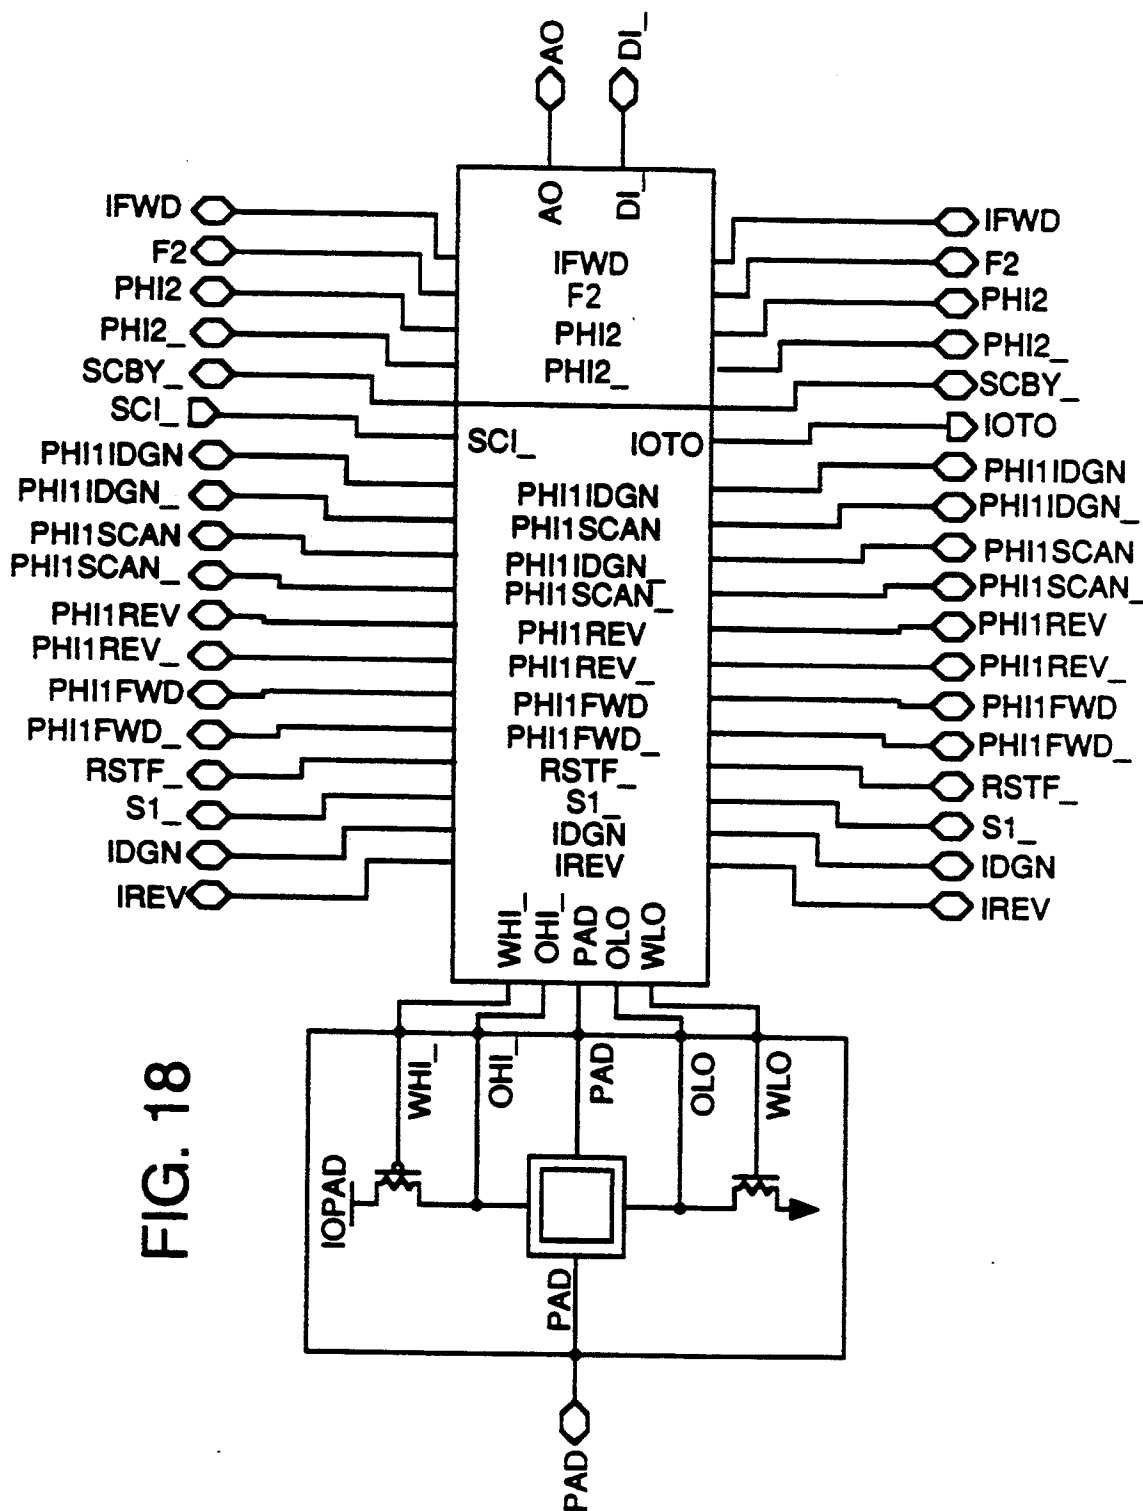 AO
DI_
AO
DI_
IFWD
F2
PHI2
PHI2_
SCBY_
SCI_
PHI1IDGN
PHI1IDGN_
PHI1SCAN
PHI1SCAN_
PHI1REV
PHI1REV_
PHI1FWD
PHI1FWD_
RSTF_
S1_
IDGN
IREV
IFWD
F2
PHI2
PHI2_
SCI_
IOTO
PHI1IDGN
PHI1SCAN
PHI1IDGN_
PHI1SCAN_
PHI1REV
PHI1REV_
PHI1FWD
PHI1FWD_
RSTF_
S1_
IDGN
IREV
IFWD
F2
PHI2
PHI2_
SCBY_
IOTO
PHI1IDGN
PHI1IDGN_
PHI1SCAN
PHI1SCAN_
PHI1REV
PHI1REV_
PHI1FWD
PHI1FWD_
RSTF_
S1_
IDGN
IREV
WHI_
OHI_
PAD
OLO
WLO
WHI_
OHI_
PAD
OLO
WLO
IOPAD
PAD
PAD
FIG. 18